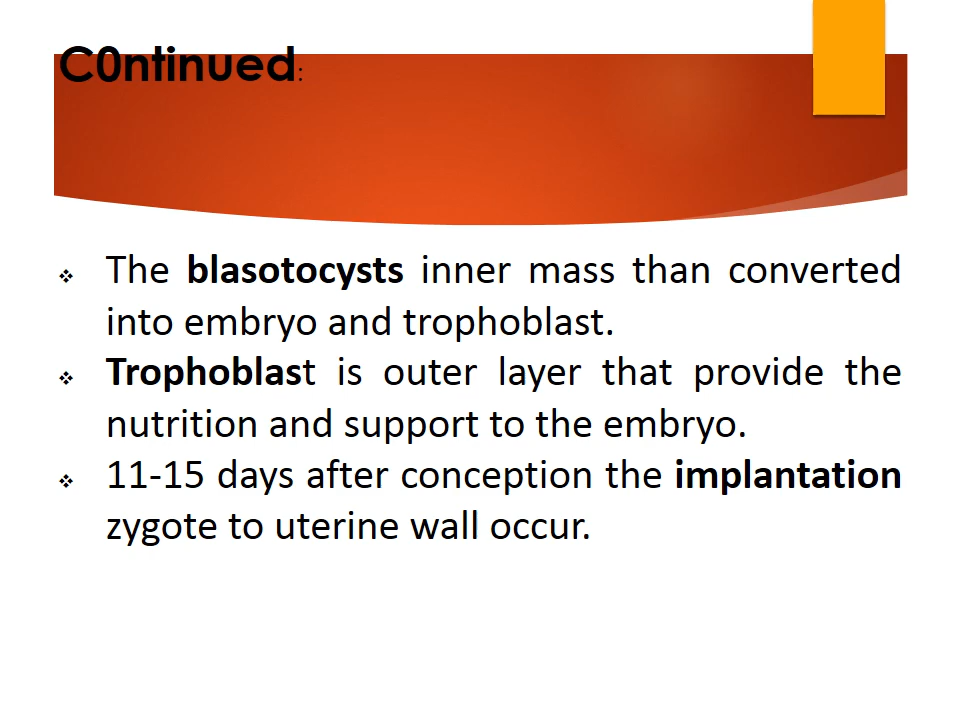 C0ntinued:
❖ The blasotocysts inner mass than converted
into embryo and trophoblast.
❖ Trophoblast is outer layer that provide the
nutrition and support to the embryo.
❖ 11-15 days after conception the implantation
zygote to uterine wall occur.